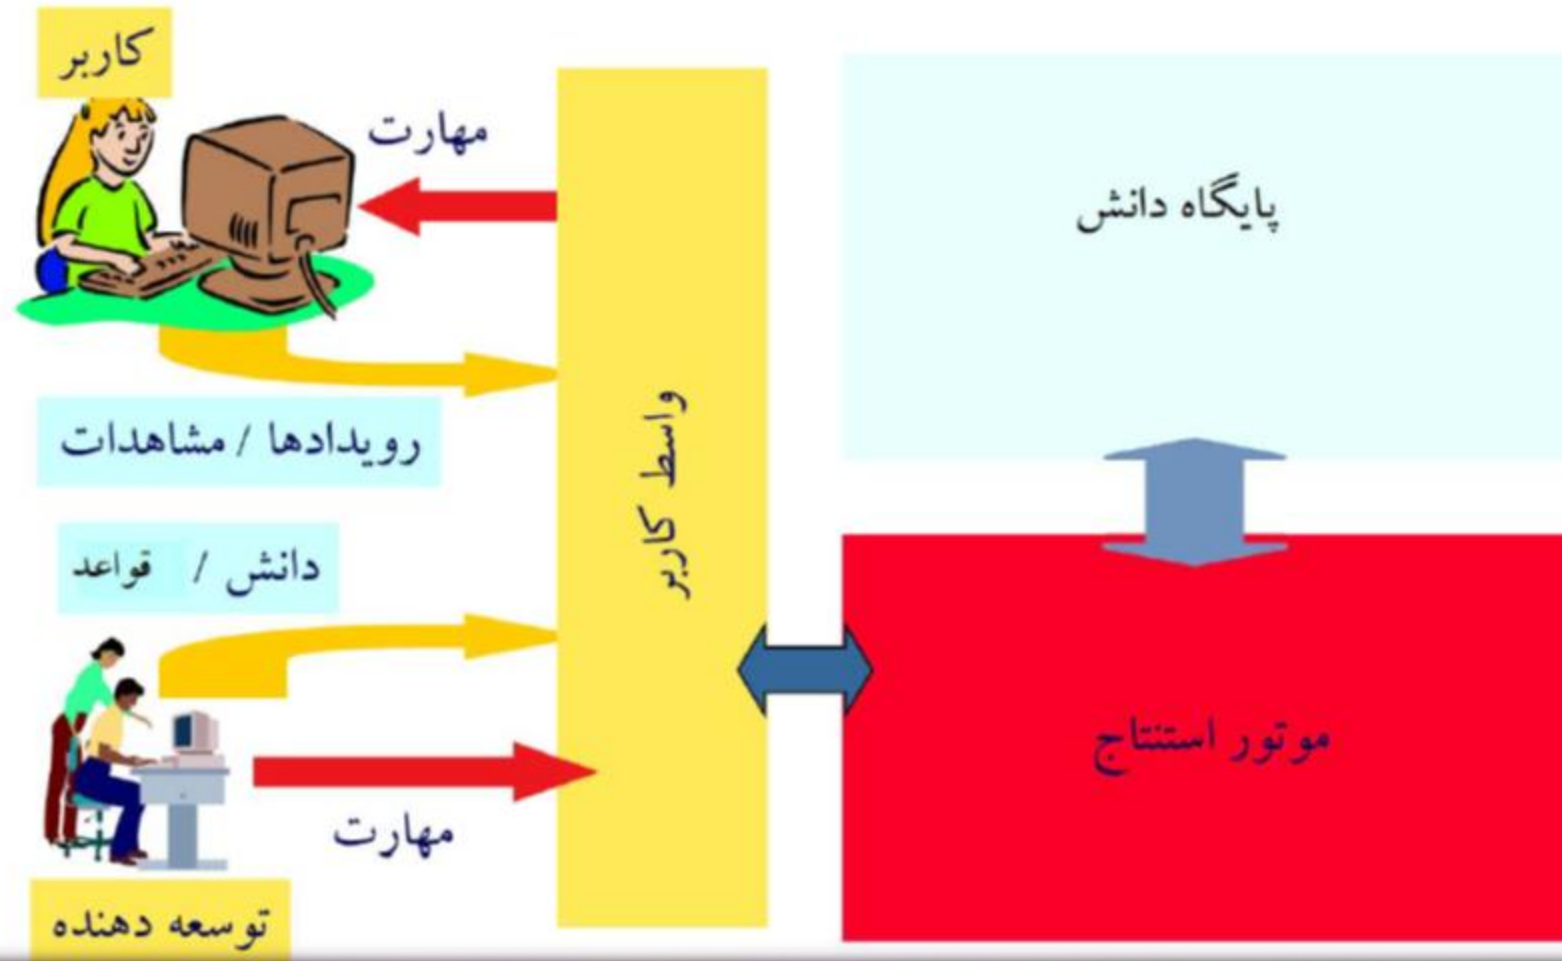 کاربر
مهارت
رویدادها / مشاهدات
دانش / قواعد
مهارت
توسعه دهنده
واسط کاربر
پایگاه دانش
موتور استنتاج